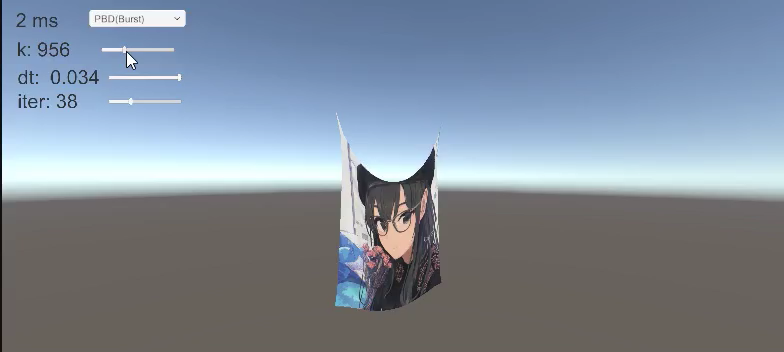 2 ms
PBD(Burst)
k: 956
dt: 0.034
iter: 38